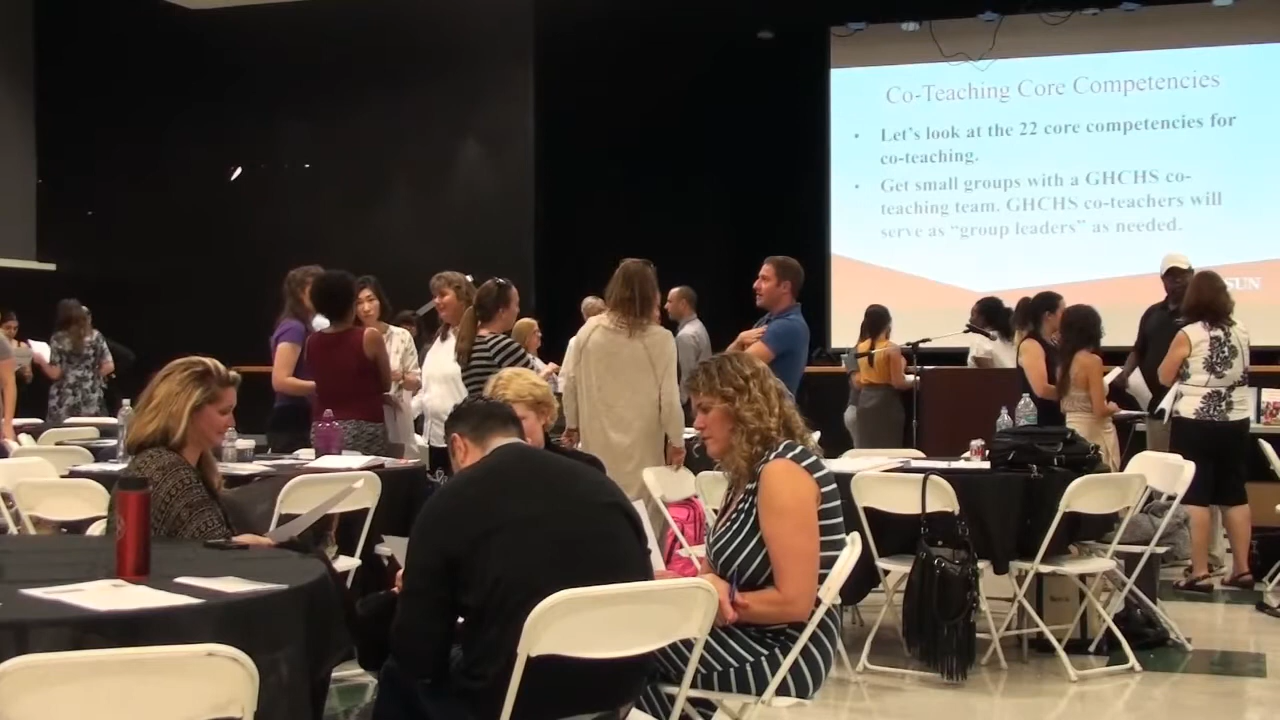 Co-Teaching Core Competencies
• Let's look at the 22 core competencies for
co-teaching.
• Get small groups with a GHCHS co-
teaching team. GHCHS co-teachers will
serve as "group leaders" as needed.
SUN